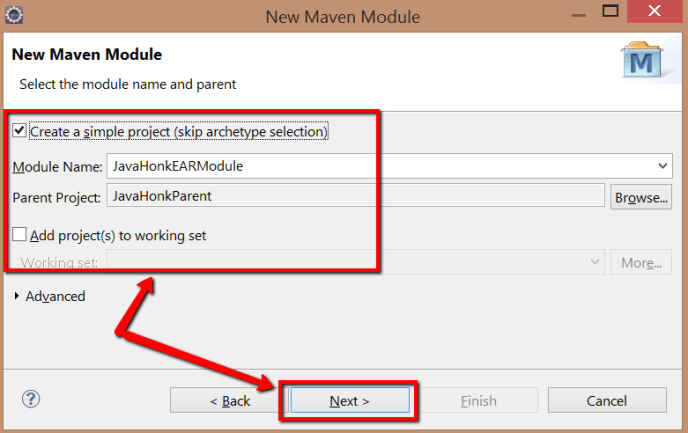 New Maven Module
New Maven Module
Select the module name and parent
M
Create a simple project (skip archetype selection)
Module Name: JavaHonkEARModule
Parent Project: JavaHonkParent Browse...
Add project(s) to working set
Working set: More...
Advanced
? < Back Next > Finish Cancel